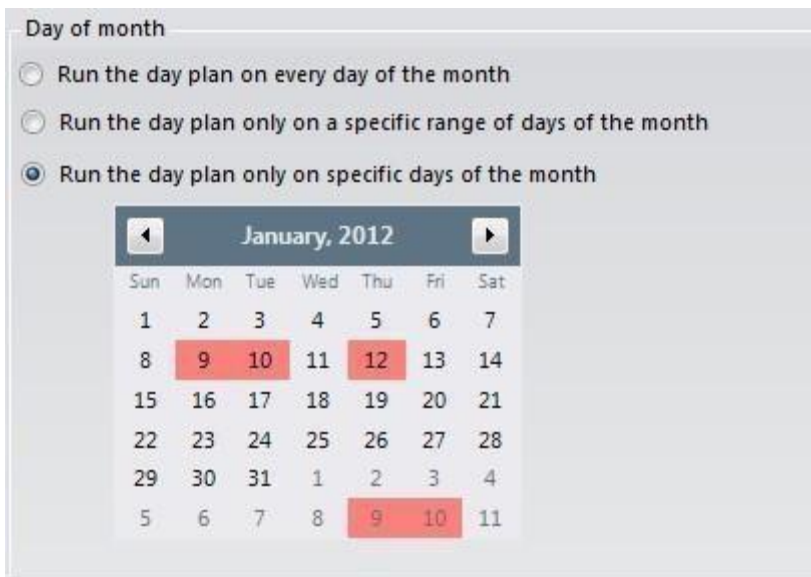 Day of month
Run the day plan on every day of the month
Run the day plan only on a specific range of days of the month
Run the day plan only on specific days of the month
January, 2012
Sun Mon Tue Wed Thu Fri Sat
1 2 3 4 5 6 7
8 9 10 11 12 13 14
15 16 17 18 19 20 21
22 23 24 25 26 27 28
29 30 31 1 2 3 4
5 6 7 8 9 10 11